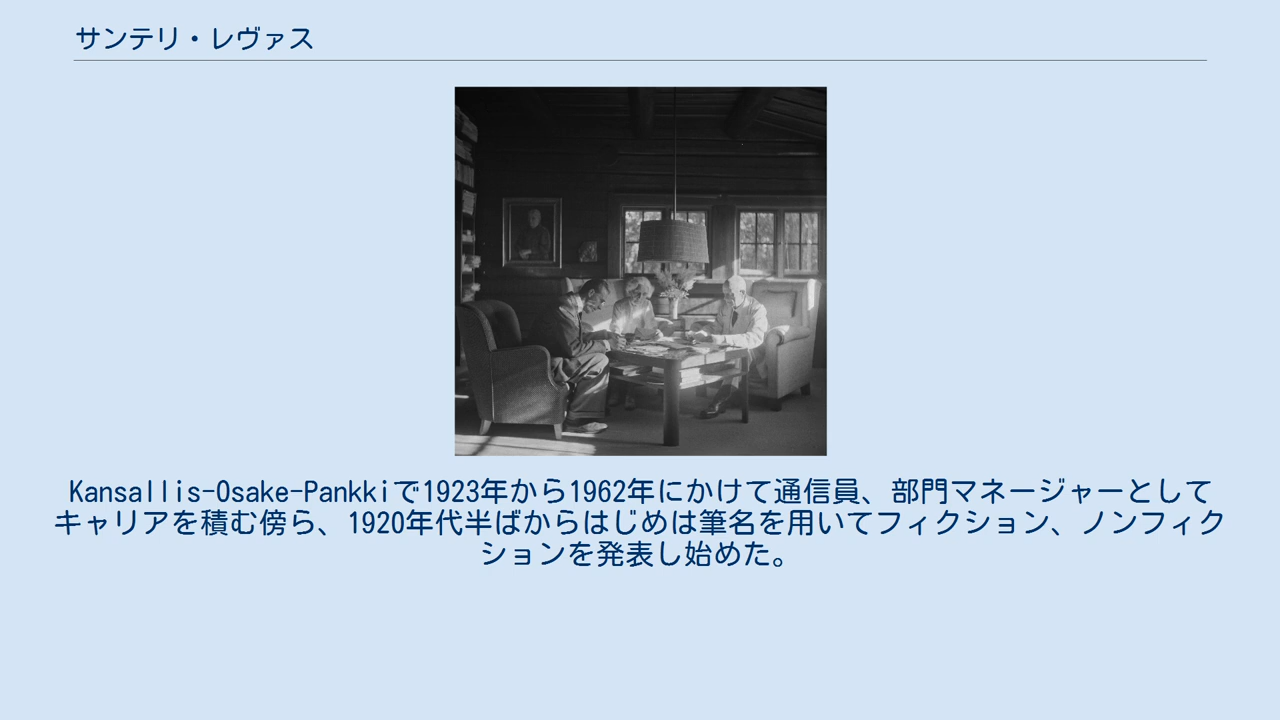 サンテリ・レヴァス
Kansallis-Osake-Pankkiで1923年から1962年にかけて通信員、部門マネージャーとして
キャリアを積む傍ら、1920年代半ばからはじめは筆名を用いてフィクション、ノンフィク
ションを発表し始めた。